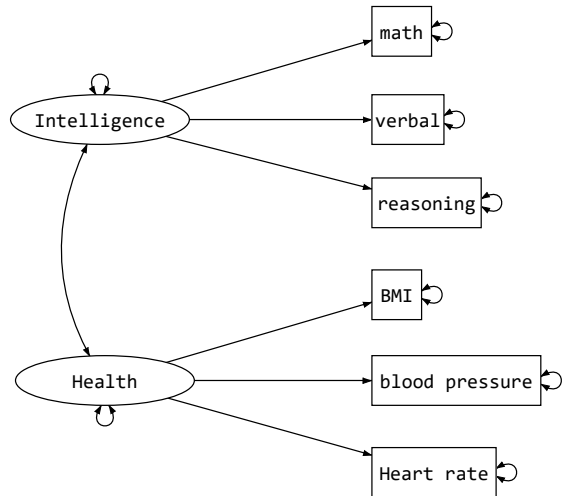 math
Intelligence
verbal
reasoning
BMI
Health
blood pressure
Heart rate